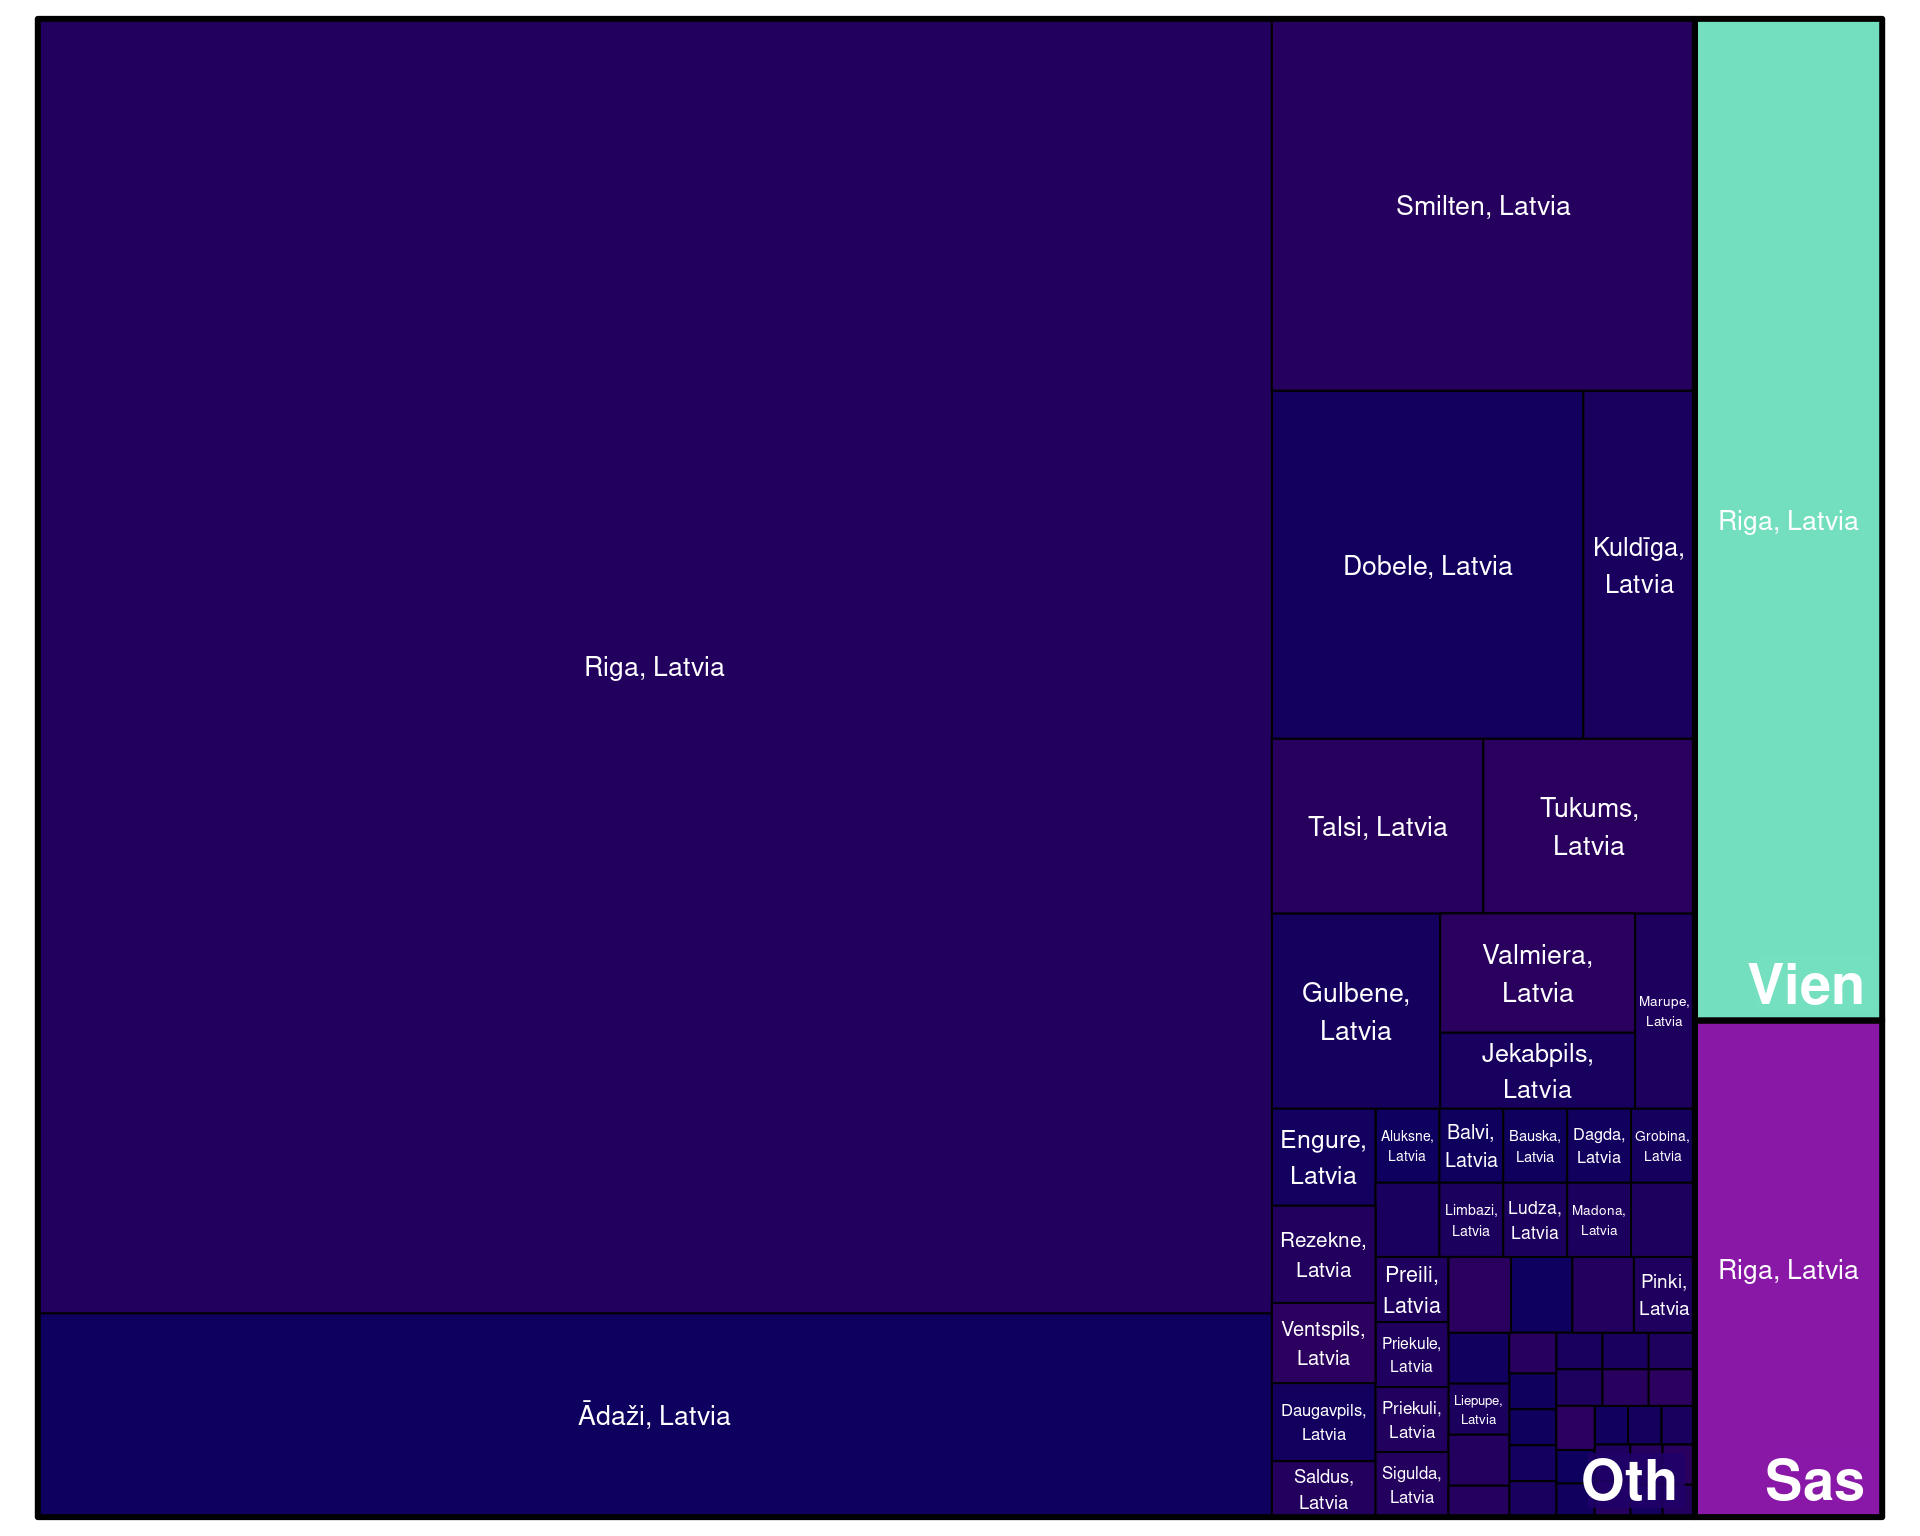 Riga, Latvia
Ādaži, Latvia
Smilten, Latvia
Dobele, Latvia
Kuldīga,
Latvia
Talsi, Latvia
Tukums,
Latvia
Gulbene,
Latvia
Valmiera,
Latvia
Jekabpils,
Latvia
Marupe,
Latvia
Engure,
Latvia
Rezekne,
Latvia
Ventspils,
Latvia
Daugavpils,
Latvia
Saldus,
Latvia
Aluksne,
Latvia
Balvi,
Latvia
Bauska,
Latvia
Dagda,
Latvia
Grobina,
Latvia
Limbazi,
Latvia
Ludza,
Latvia
Madona,
Latvia
Preili,
Latvia
Priekule,
Latvia
Priekuli,
Latvia
Sigulda,
Latvia
Pinki,
Latvia
Liepupe,
Latvia
Oth
Riga, Latvia
Vien
Riga, Latvia
Sas